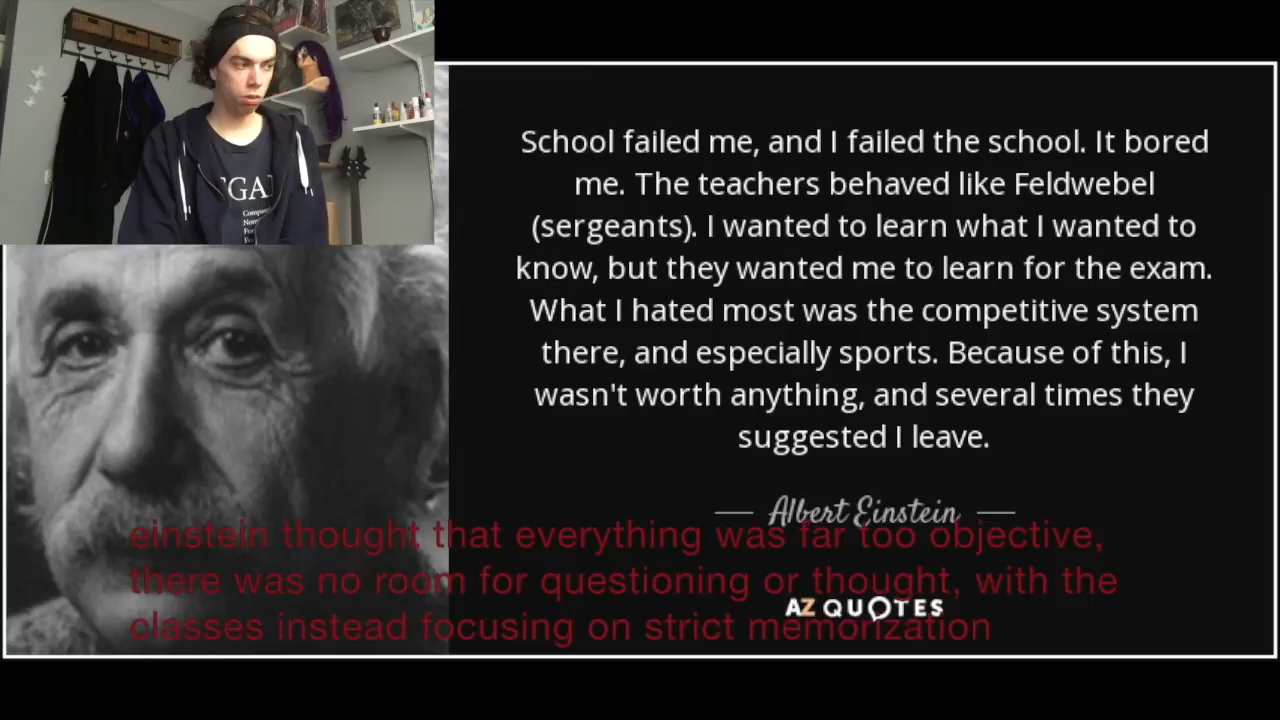 School failed me, and I failed the school. It bored
me. The teachers behaved like Feldwebel
(sergeants). I wanted to learn what I wanted to
know, but they wanted me to learn for the exam.
What I hated most was the competitive system
there, and especially sports. Because of this, I
wasn't worth anything, and several times they
suggested I leave.
Albert Einstein
einstein thought that everything was far too objective,
there was no room for questioning or thought, with the
classes instead focusing on strict memorization
AZ QUOTES